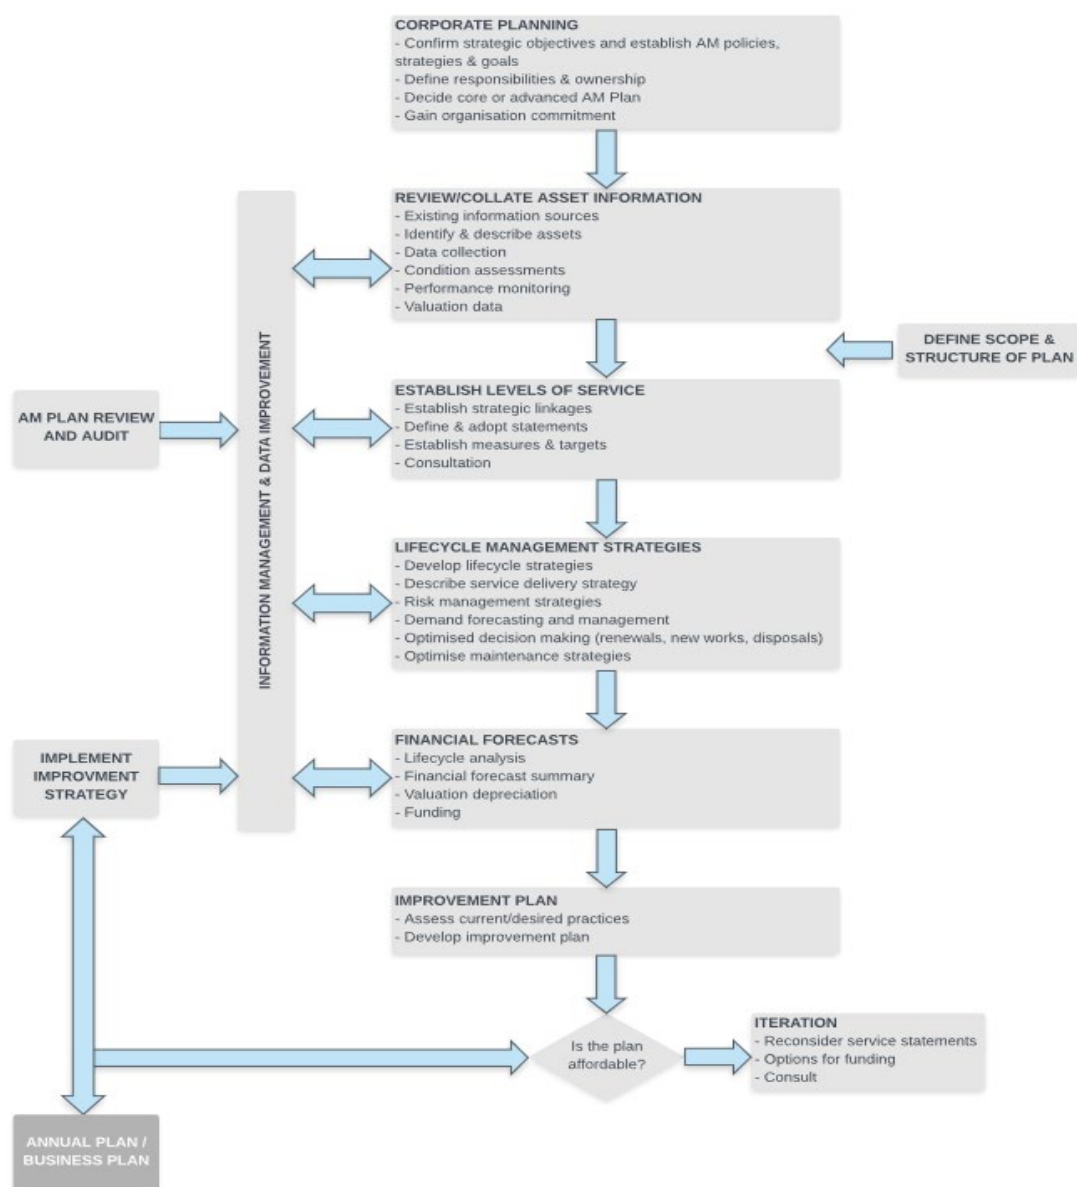 CORPORATE PLANNING
- Confirm strategic objectives and establish AM policies,
strategies & goals
- Define responsibilities & ownership
- Decide core or advanced AM Plan
- Gain organisation commitment
REVIEW/COLLATE ASSET INFORMATION
- Existing information sources
- Identify & describe assets
- Data collection
- Condition assessments
- Performance monitoring
- Valuation data
DEFINE SCOPE &
STRUCTURE OF PLAN
INFORMATION MANAGEMENT & DATA IMPROVEMENT
AM PLAN REVIEW
AND AUDIT
ESTABLISH LEVELS OF SERVICE
- Establish strategic linkages
- Define & adopt statements
- Establish measures & targets
- Consultation
LIFECYCLE MANAGEMENT STRATEGIES
- Develop lifecycle strategies
- Describe service delivery strategy
- Risk management strategies
- Demand forecasting and management
- Optimised decision making (renewals, new works, disposals)
- Optimise maintenance strategies
IMPLEMENT
IMPROVMENT
STRATEGY
FINANCIAL FORECASTS
- Lifecycle analysis
- Financial forecast summary
- Valuation depreciation
- Funding
IMPROVEMENT PLAN
- Assess current/desired practices
- Develop improvement plan
Is the plan
affordable?
ITERATION
- Reconsider service statements
- Options for funding
- Consult
ANNUAL PLAN /
BUSINESS PLAN